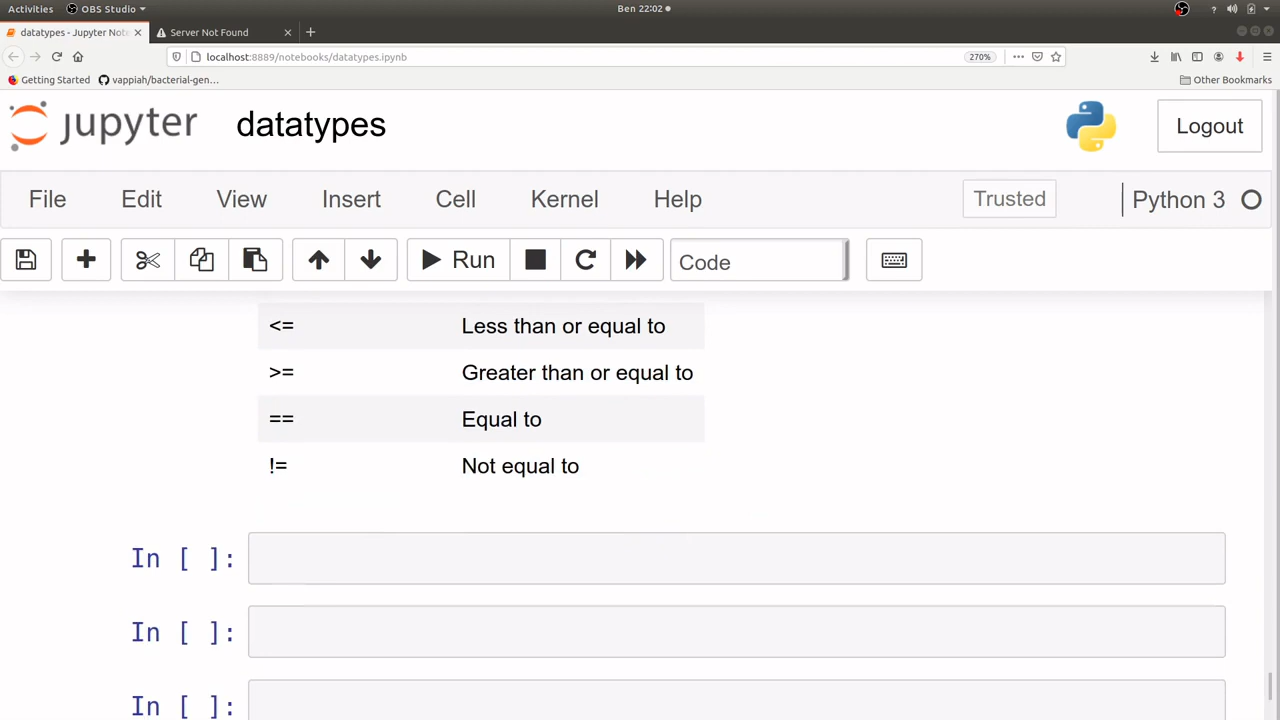 Activities OBS Studio Ben 22:02
datatypes - Jupyter Note Server Not Found
localhost:8889/notebooks/datatypes.ipynb 270%
Getting Started vappiah/bacterial-gen... Other Bookmarks
jupyter datatypes Logout
File Edit View Insert Cell Kernel Help Trusted Python 3
Run Code
<= Less than or equal to
>= Greater than or equal to
== Equal to
!= Not equal to
In [ ]:
In [ ]:
In [ ]: